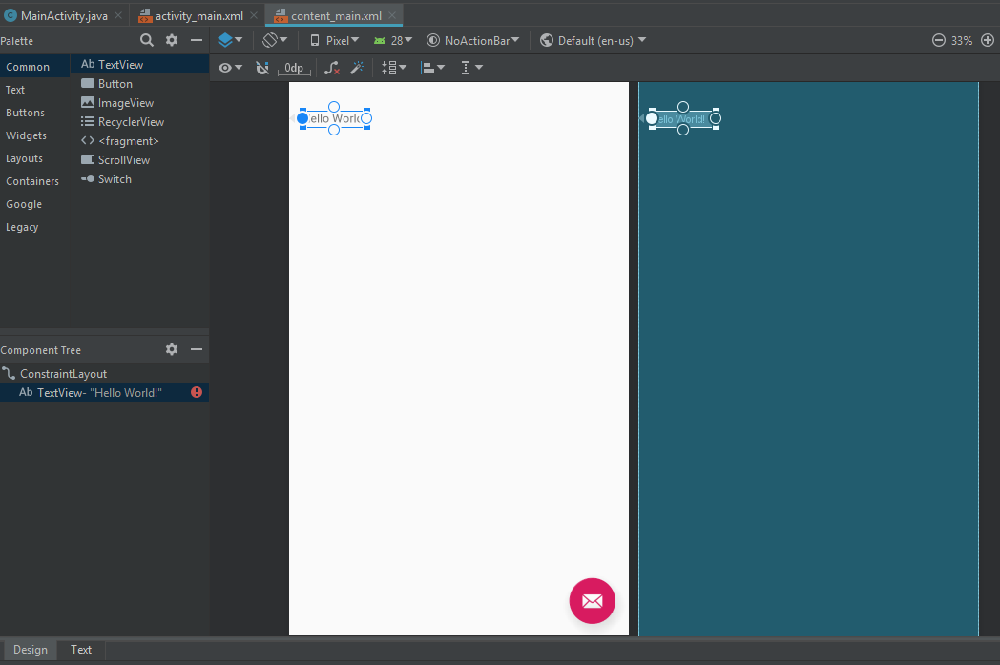 MainActivity.java activity_main.xml content_main.xml
Palette Pixel 28 NoActionBar Default (en-us) 33%
0dp
Common
Text
Buttons
Widgets
Layouts
Containers
Google
Legacy
Ab TextView
Button
ImageView
RecyclerView
<fragment>
ScrollView
Switch
ello World
ello World!
Component Tree
ConstraintLayout
Ab TextView- "Hello World!"
Design Text